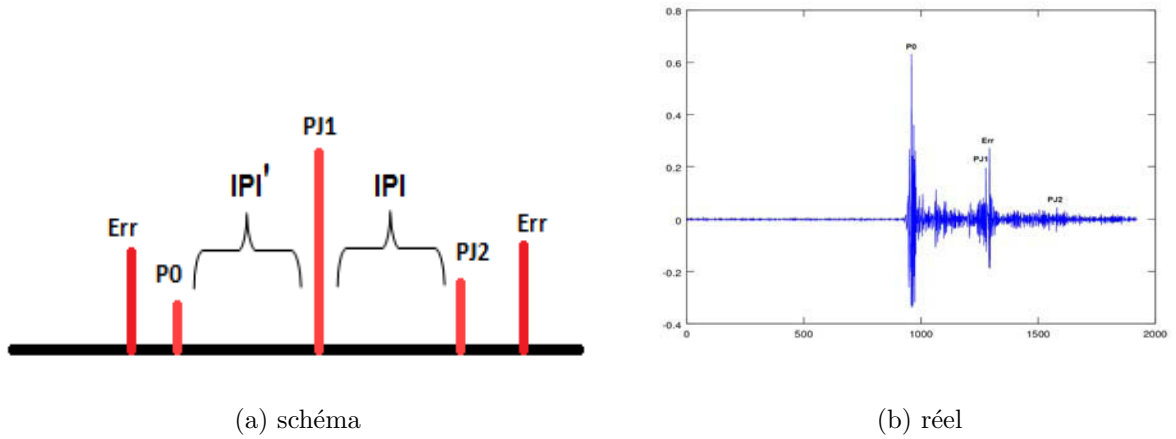 PJ1
IPI' IPI
Err Err
P0 PJ2
(a) schéma
0.8
P0
0.6
0.4
Err
PJ1
0.2
PJ2
0
-0.2
-0.4
0 500 1000 1500 2000
(b) réel